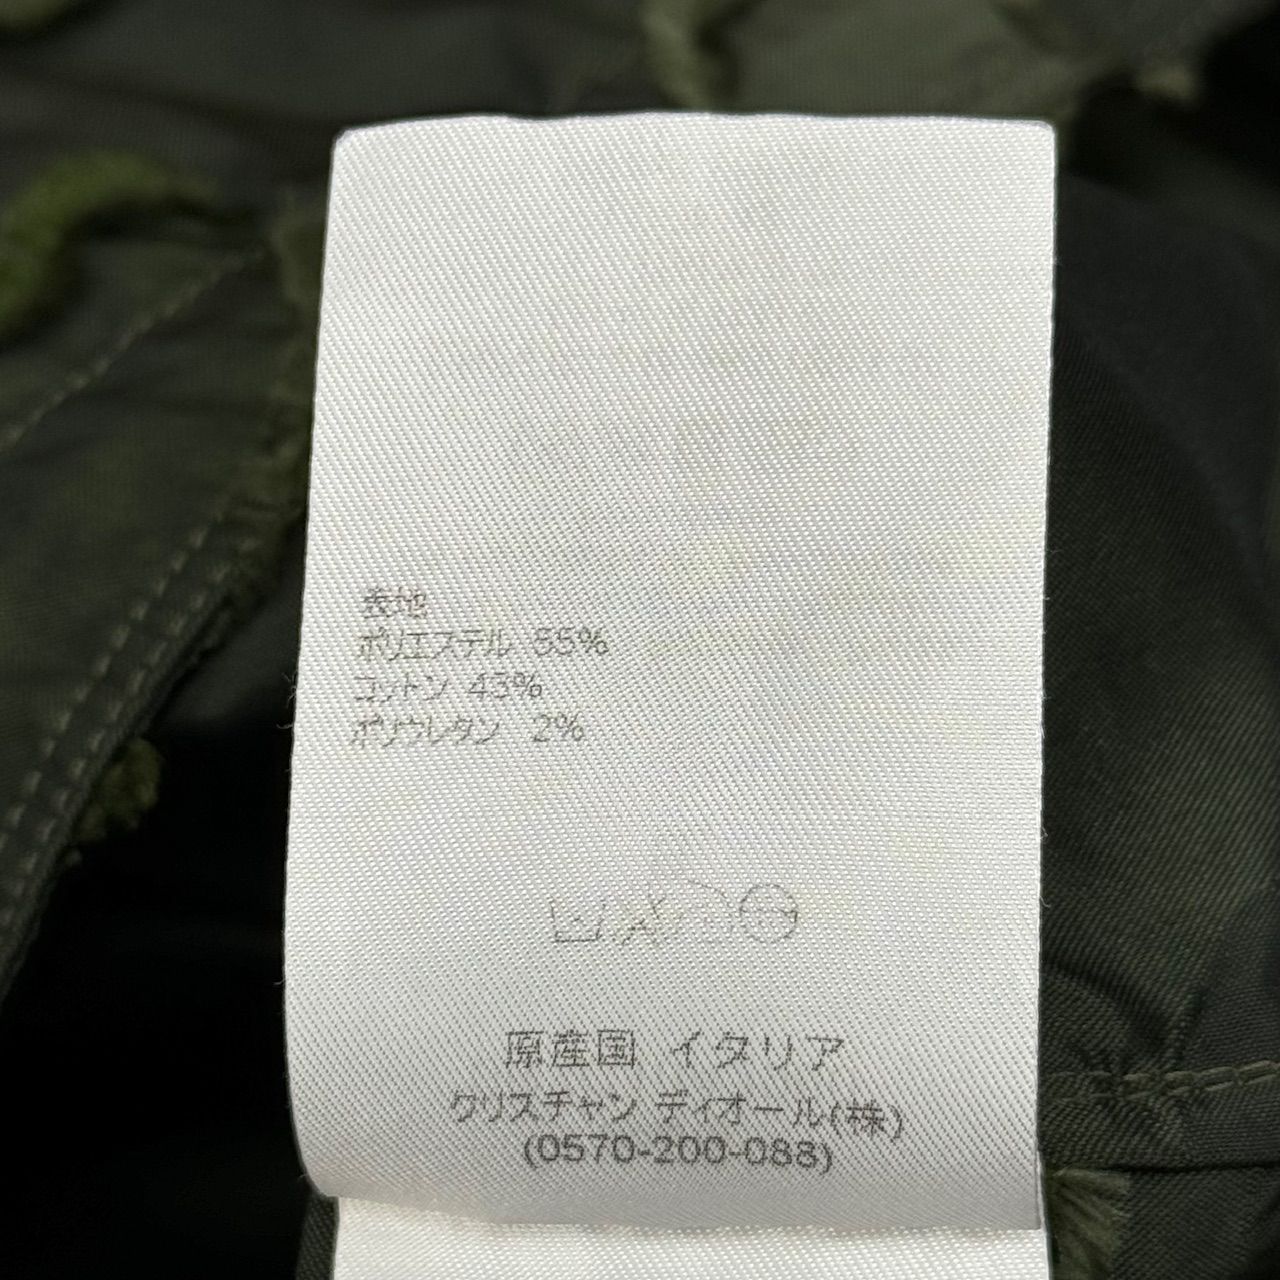 表地
ポリエステル 55%
コットン 43%
ポリウレタン 2%
原産国 イタリア
クリスチャン ディオール(株)
(0570-200-088)